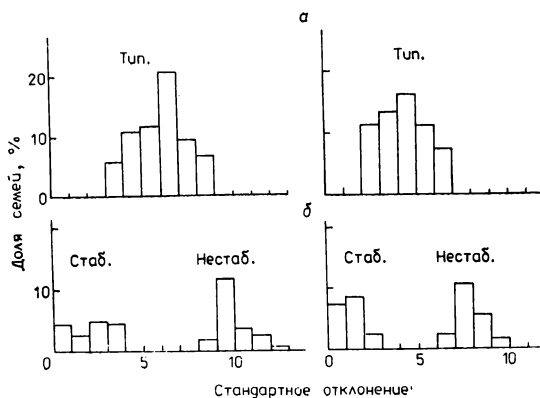 а
Тип.
Тип.
20
10
0
б
Стаб.
Нестаб.
Стаб.
Нестаб.
10
0
5
10
0
5
10
Доля семей, %
Стандартное отклонение